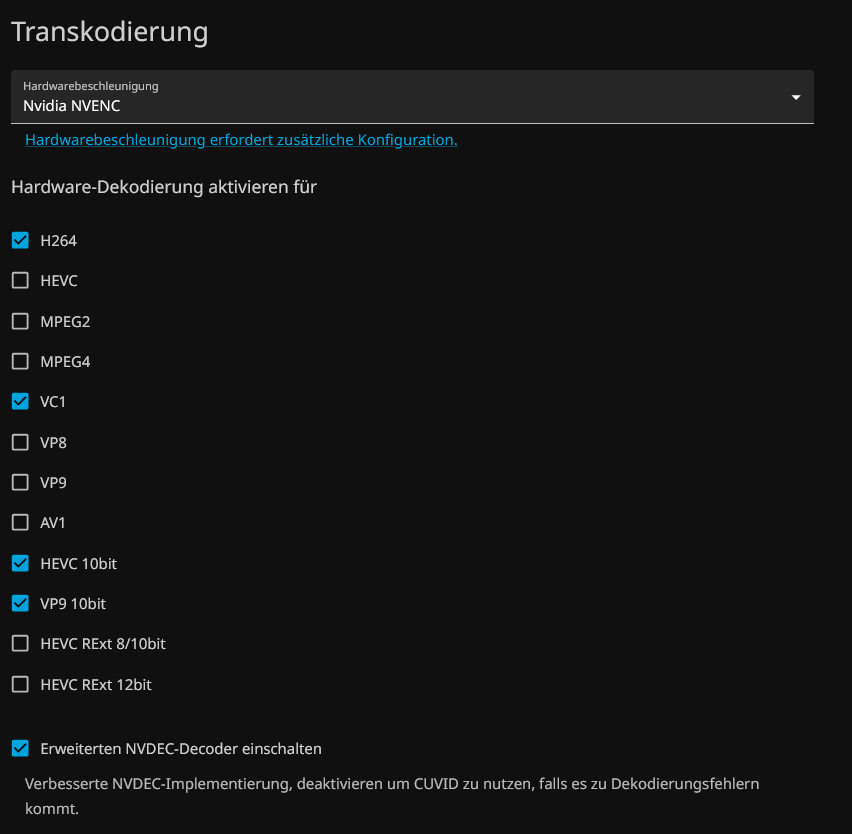 Transkodierung
Hardwarebeschleunigung
Nvidia NVENC
Hardwarebeschleunigung erfordert zusätzliche Konfiguration.
Hardware-Dekodierung aktivieren für
H264
HEVC
MPEG2
MPEG4
VC1
VP8
VP9
AV1
HEVC 10bit
VP9 10bit
HEVC RExt 8/10bit
HEVC RExt 12bit
Erweiterten NVDEC-Decoder einschalten
Verbesserte NVDEC-Implementierung, deaktivieren um CUVID zu nutzen, falls es zu Dekodierungsfehlern
kommt.